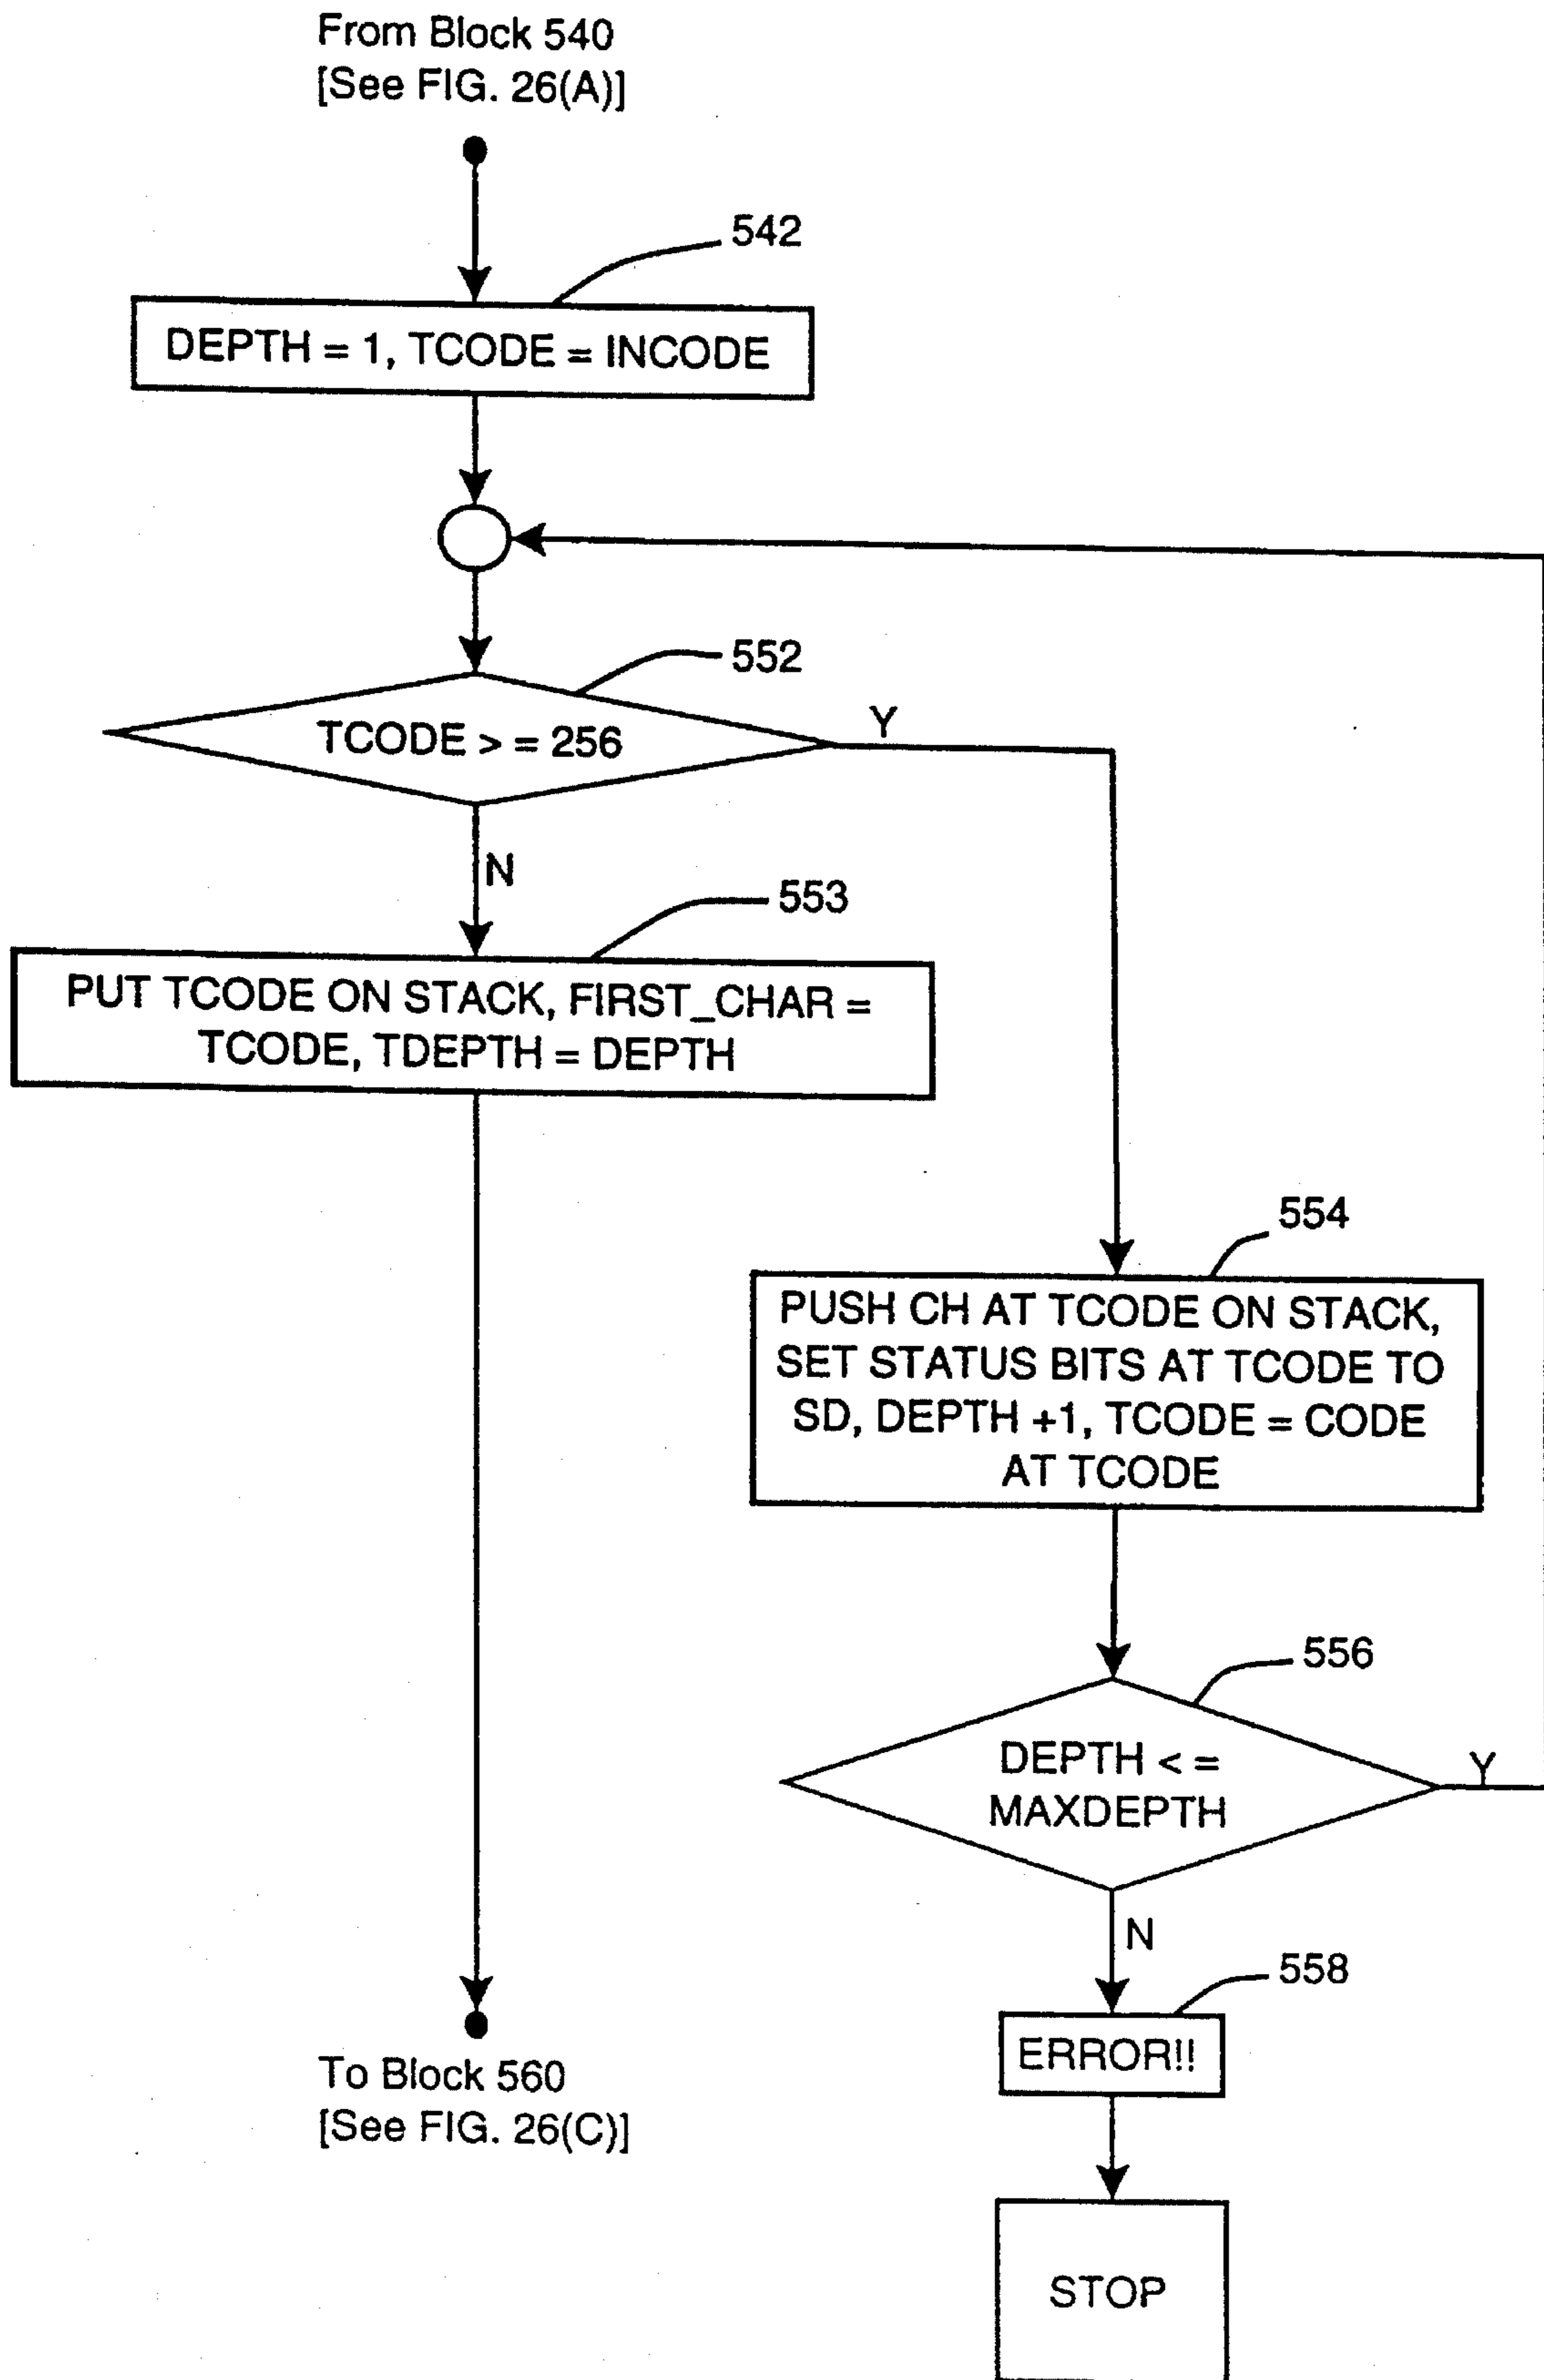 From Block 540
[See FIG. 26(A)]
542
DEPTH = 1, TCODE = INCODE
552
TCODE > = 256
Y
N
553
PUT TCODE ON STACK, FIRST_CHAR =
TCODE, TDEPTH = DEPTH
554
PUSH CH AT TCODE ON STACK,
SET STATUS BITS AT TCODE TO
SD, DEPTH +1, TCODE = CODE
AT TCODE
556
DEPTH < =
MAXDEPTH
Y
N
558
ERROR!!
To Block 560
[See FIG. 26(C)]
STOP